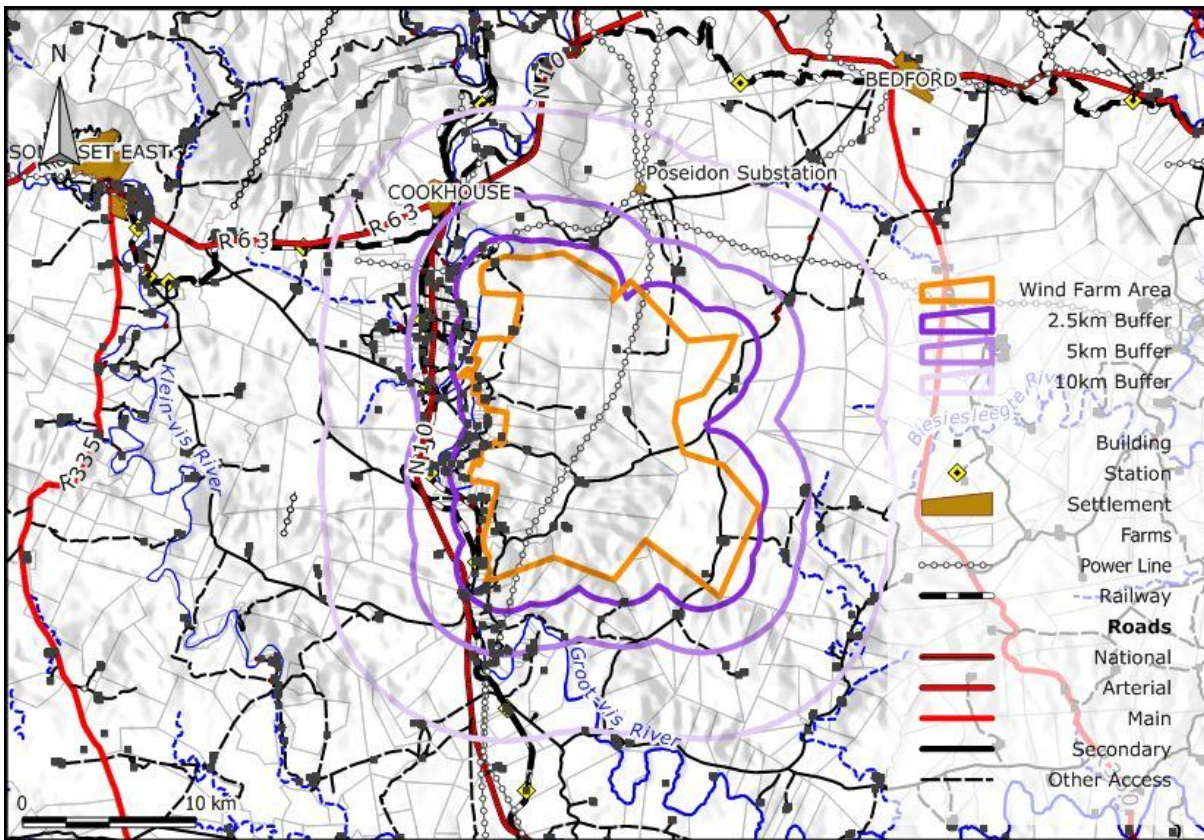 N
N10
BEDFORD
SOM SET EAST
Poseidon Substation
COOKHOUSE
R63
R63
Klein-vis River
N10
R335
Groot-vis River
Wind Farm Area
2.5km Buffer
5km Buffer
10km Buffer
Biesiesleegte River
Building
Station
Settlement
Farms
Power Line
Railway
Roads
National
Arterial
Main
Secondary
Other Access
0 10 km